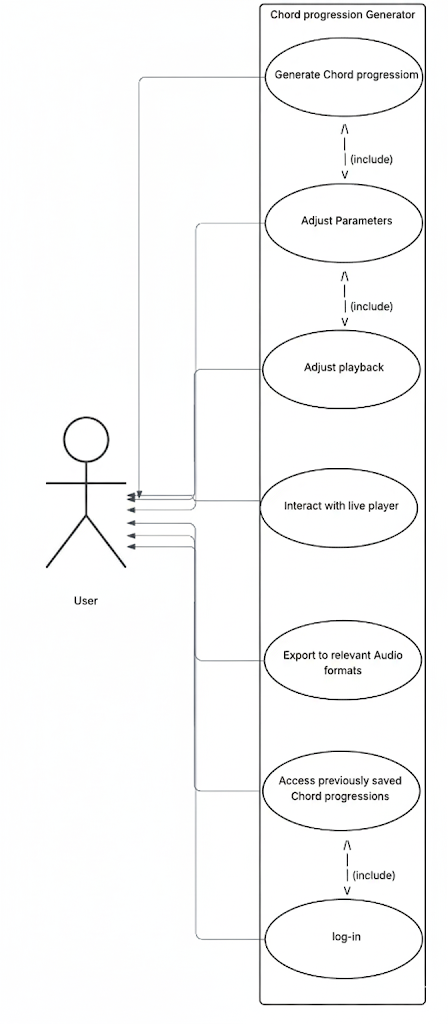 Chord progression Generator
Generate Chord progressiom
(include)
Adjust Parameters
(include)
Adjust playback
Interact with live player
User
Export to relevant Audio
formats
Access previously saved
Chord progressions
(include)
log-in